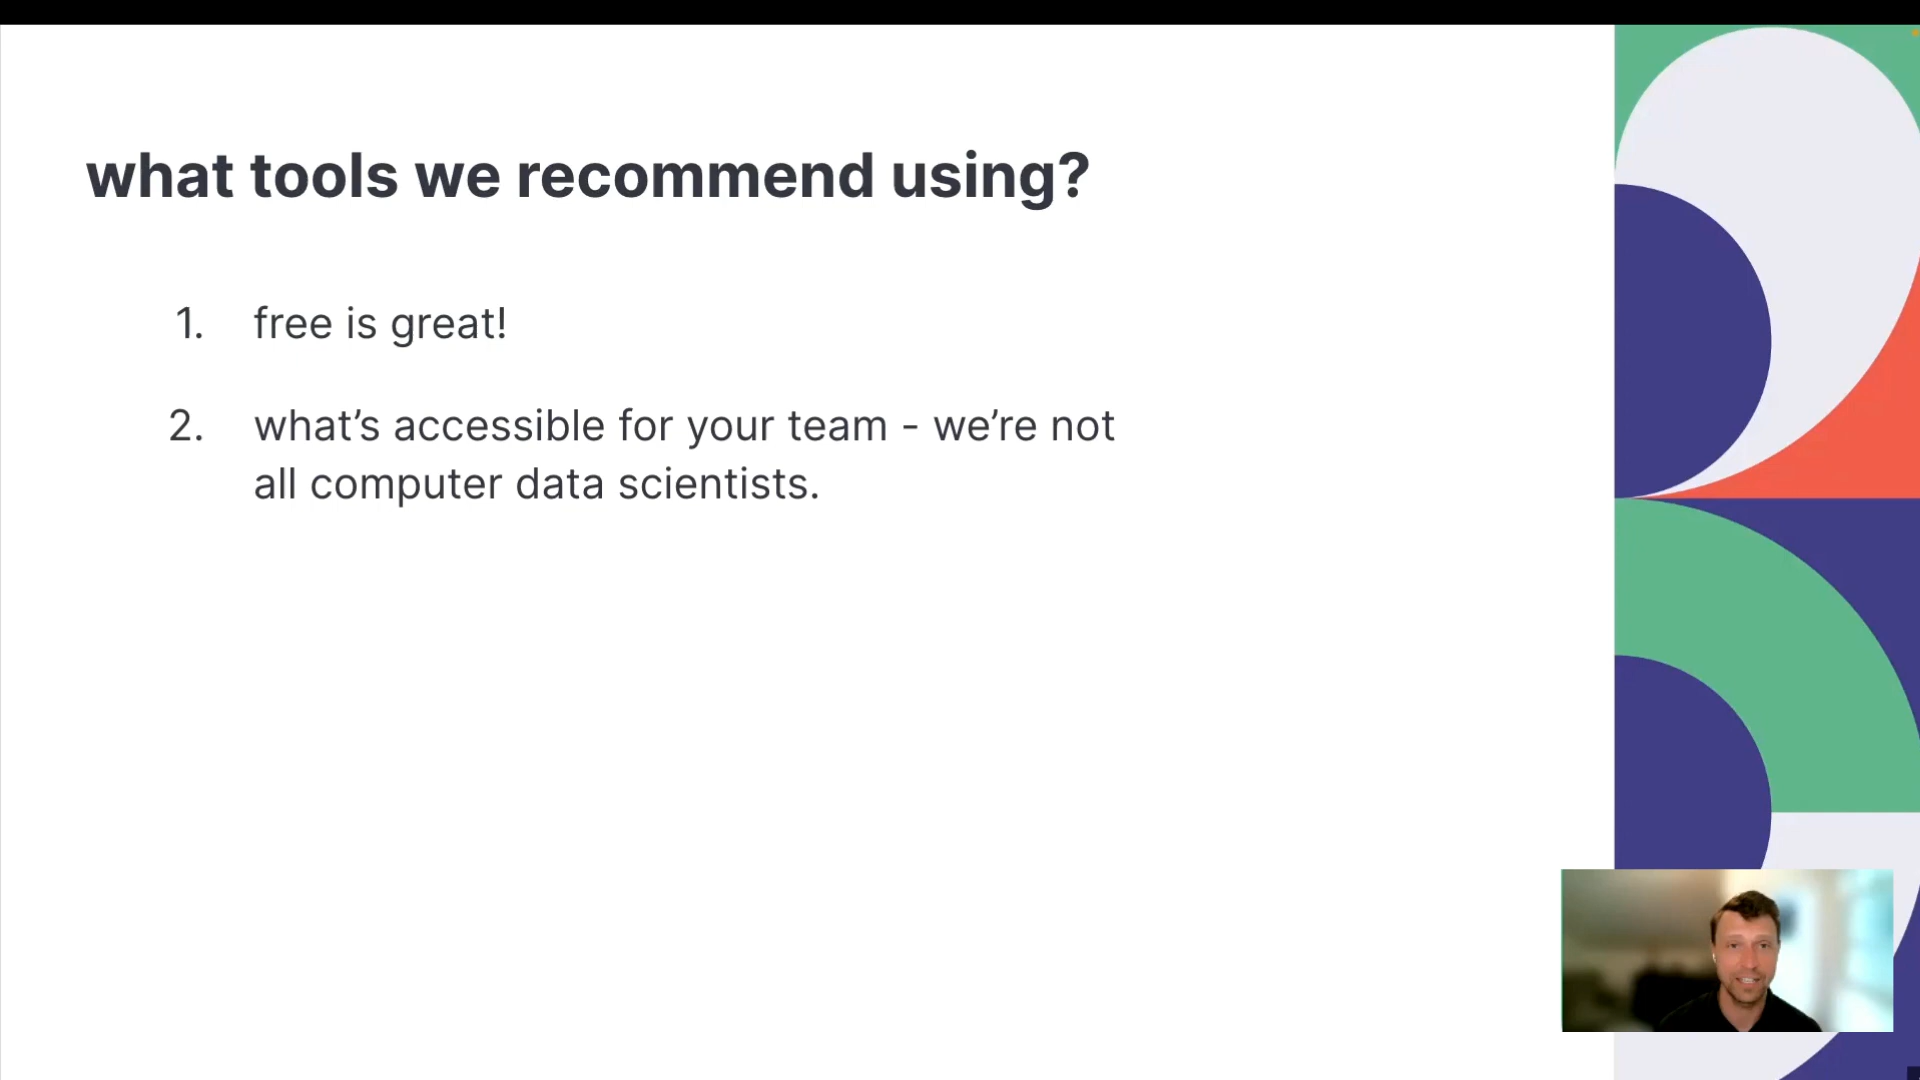 what tools we recommend using?
1. free is great!
2. what’s accessible for your team - we’re not
all computer data scientists.